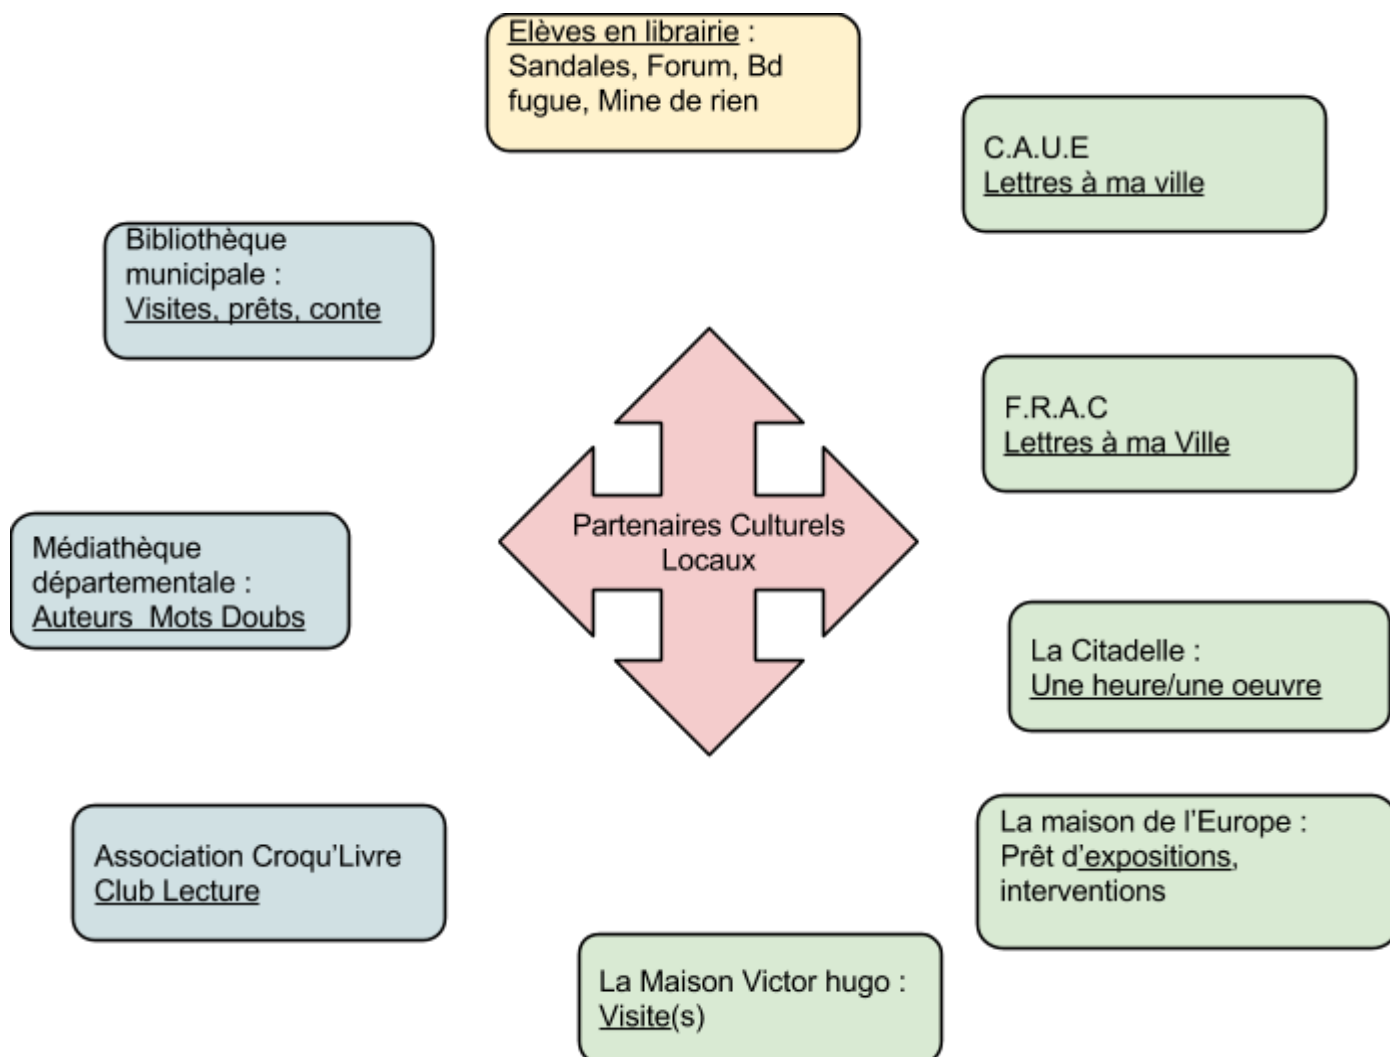 Elèves en librairie :
Sandales, Forum, Bd
fugue, Mine de rien
C.A.U.E
Lettres à ma ville
Bibliothèque
municipale :
Visites, prêts, conte
F.R.A.C
Lettres à ma Ville
Partenaires Culturels
Locaux
Médiathèque
départementale :
Auteurs  Mots Doubs
La Citadelle :
Une heure/une oeuvre
La maison de l'Europe :
Prêt d'expositions,
interventions
Association Croqu'Livre
Club Lecture
La Maison Victor hugo :
Visite(s)